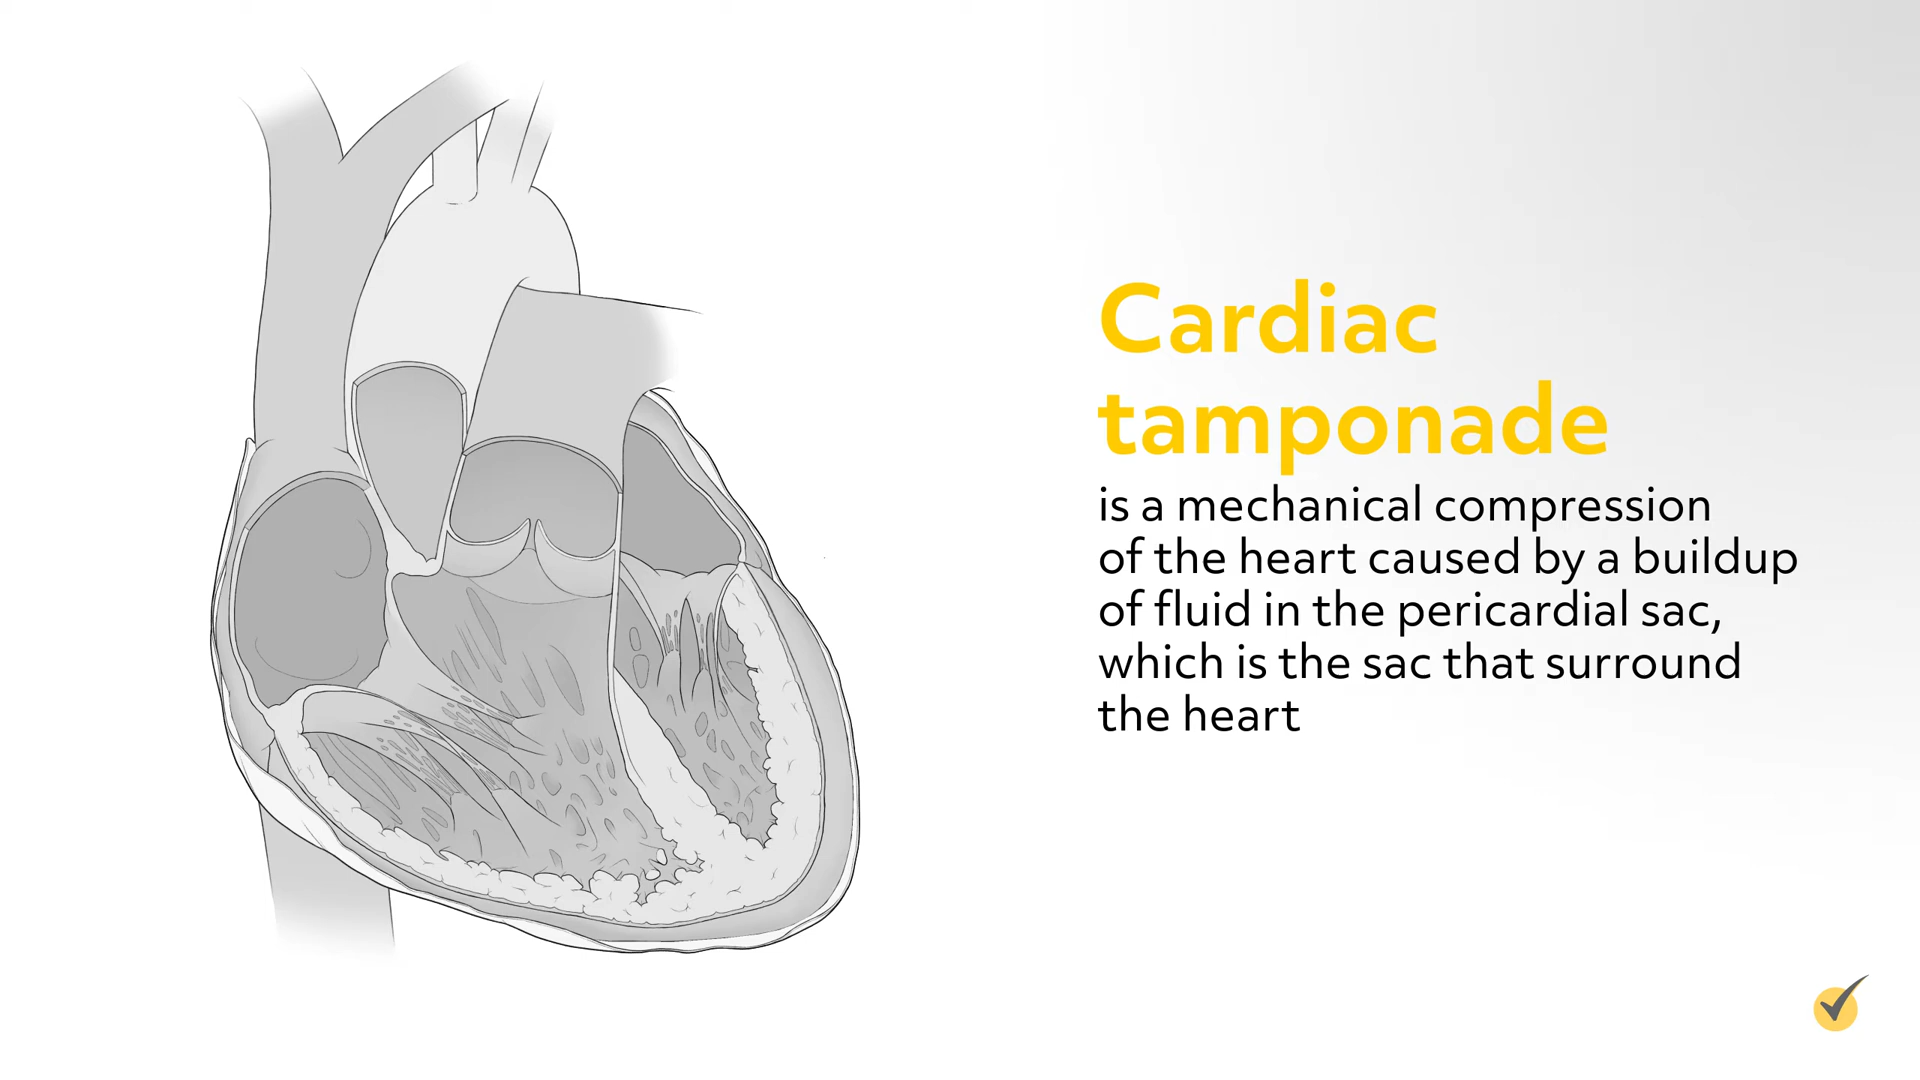 Cardiac
tamponade
is a mechanical compression
of the heart caused by a buildup
of fluid in the pericardial sac,
which is the sac that surround
the heart